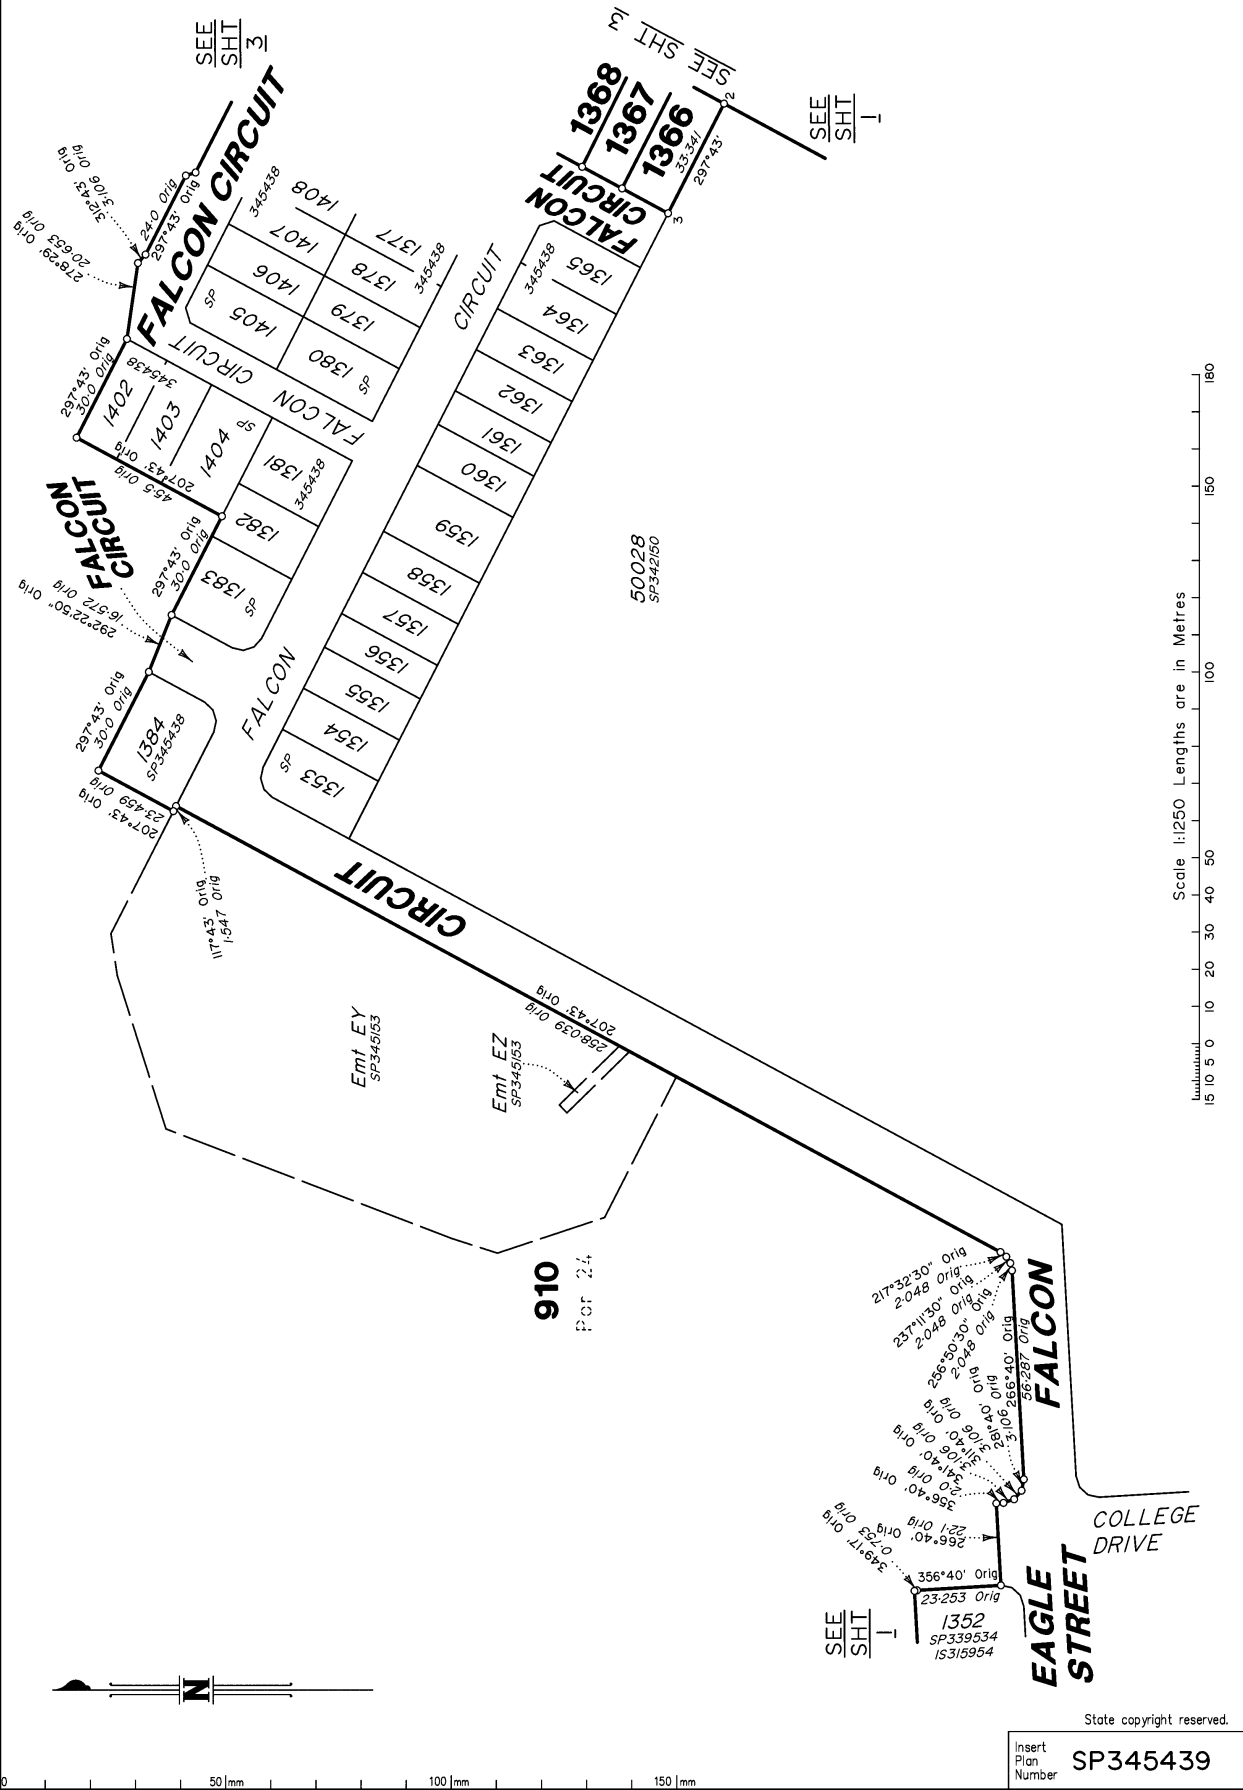 SEE
SHT
3
SEE SHT 3
FALCON CIRCUIT
312°43' Orig
3·106 Orig
24·0 Orig
297°43' Orig
278°29' Orig
20·653 Orig
297°43' Orig
30·0 Orig
1402
345438
1403
1404
SP
207°43' Orig
45·5 Orig
FALCON
CIRCUIT
297°43' Orig
30·0 Orig
292°22'50" Orig
16·572 Orig
297°43' Orig
30·0 Orig
1384
SP345438
207°43' Orig
23·459 Orig
117°43' Orig
1·547 Orig
1383
SP
1382
1381
345438
345438
1408
1407
1406
1405
SP
1377
345438
1378
1379
1380
SP
FALCON CIRCUIT
FALCON CIRCUIT
1368
1367
1366
33·341
297°43'
2
3
SEE
SHT
1
FALCON
CIRCUIT
345438
1365
1364
1363
1362
1361
1360
1359
1358
1357
1356
1355
1354
1353
SP
50028
SP342150
CIRCUIT
207°43' Orig
258·039 Orig
Emt EY
SP345153
Emt EZ
SP345153
910
Por 24
217°32'30" Orig
2·048 Orig
237°11'30" Orig
2·048 Orig
256°50'30" Orig
2·048 Orig
266°40' Orig
56·287 Orig
281°40' Orig
3·106
311°40' Orig
3·106 Orig
341°40' Orig
3·106 Orig
356°40' Orig
2·0 Orig
266°40' Orig
22·1 Orig
349°17' Orig
0·753 Orig
356°40' Orig
23·253 Orig
1352
SP339534
IS315954
SEE
SHT
1
FALCON
COLLEGE
DRIVE
EAGLE
STREET
Scale 1:1250 Lengths are in Metres
15 10 5 0 10 20 30 40 50 100 150 180
N
State copyright reserved.
Insert
Plan
Number
SP345439
0 50 mm 100 mm 150 mm